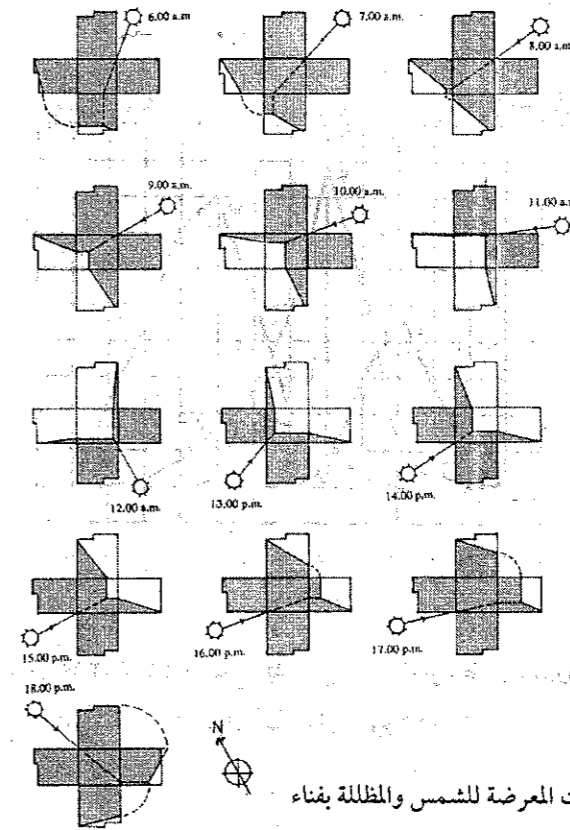 6.00 a.m
7.00 a.m.
8.00 a.m.
9.00 a.m.
10.00 a.m.
11.00 a.m
12.00 a.m.
13.00 p.m.
14.00 p.m.
15.00 p.m.
16.00 p.m.
17.00 p.m.
18.00 p.m.
N
المعرضة للشمس والمظللة بفناء